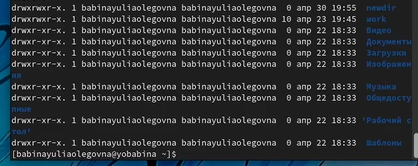 drwxrwxr-x. 1 babinayuliaolegovna babinayuliaolegovna 0 апр 30 19:55 newdir
drwxrwxr-x. 1 babinayuliaolegovna babinayuliaolegovna 10 апр 23 19:45 work
drwxr-xr-x. 1 babinayuliaolegovna babinayuliaolegovna 0 апр 22 18:33 Видео
drwxr-xr-x. 1 babinayuliaolegovna babinayuliaolegovna 0 апр 22 18:33 Документы
drwxr-xr-x. 1 babinayuliaolegovna babinayuliaolegovna 0 апр 22 18:33 Загрузки
drwxr-xr-x. 1 babinayuliaolegovna babinayuliaolegovna 0 апр 22 18:33 Изображен
ия
drwxr-xr-x. 1 babinayuliaolegovna babinayuliaolegovna 0 апр 22 18:33 Музыка
drwxr-xr-x. 1 babinayuliaolegovna babinayuliaolegovna 0 апр 22 18:33 Общедоступ
ные
drwxr-xr-x. 1 babinayuliaolegovna babinayuliaolegovna 0 апр 22 18:33 'Рабочий с
тол'
drwxr-xr-x. 1 babinayuliaolegovna babinayuliaolegovna 0 апр 22 18:33 Шаблоны
[babinayuliaolegovna@yobabina ~]$